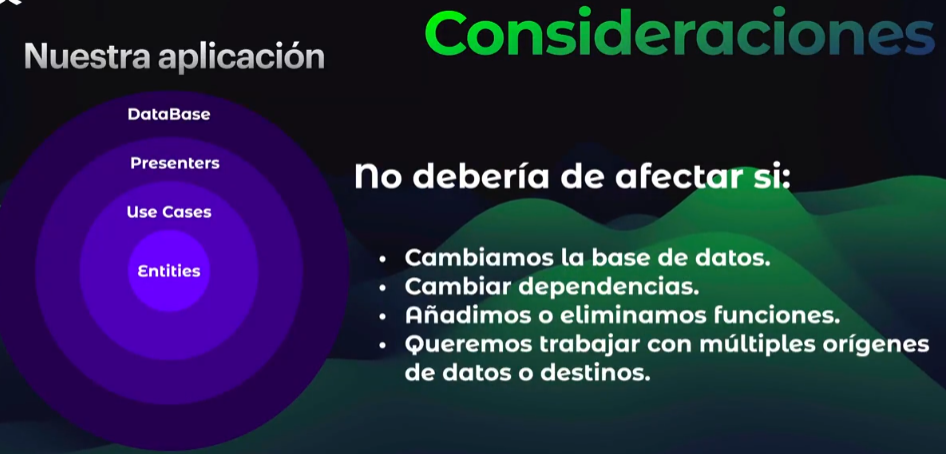 Consideraciones
Nuestra aplicación
DataBase
Presenters
Use Cases
Entities
No debería de afectar si:
• Cambiamos la base de datos.
• Cambiar dependencias.
• Añadimos o eliminamos funciones.
• Queremos trabajar con múltiples orígenes
de datos o destinos.